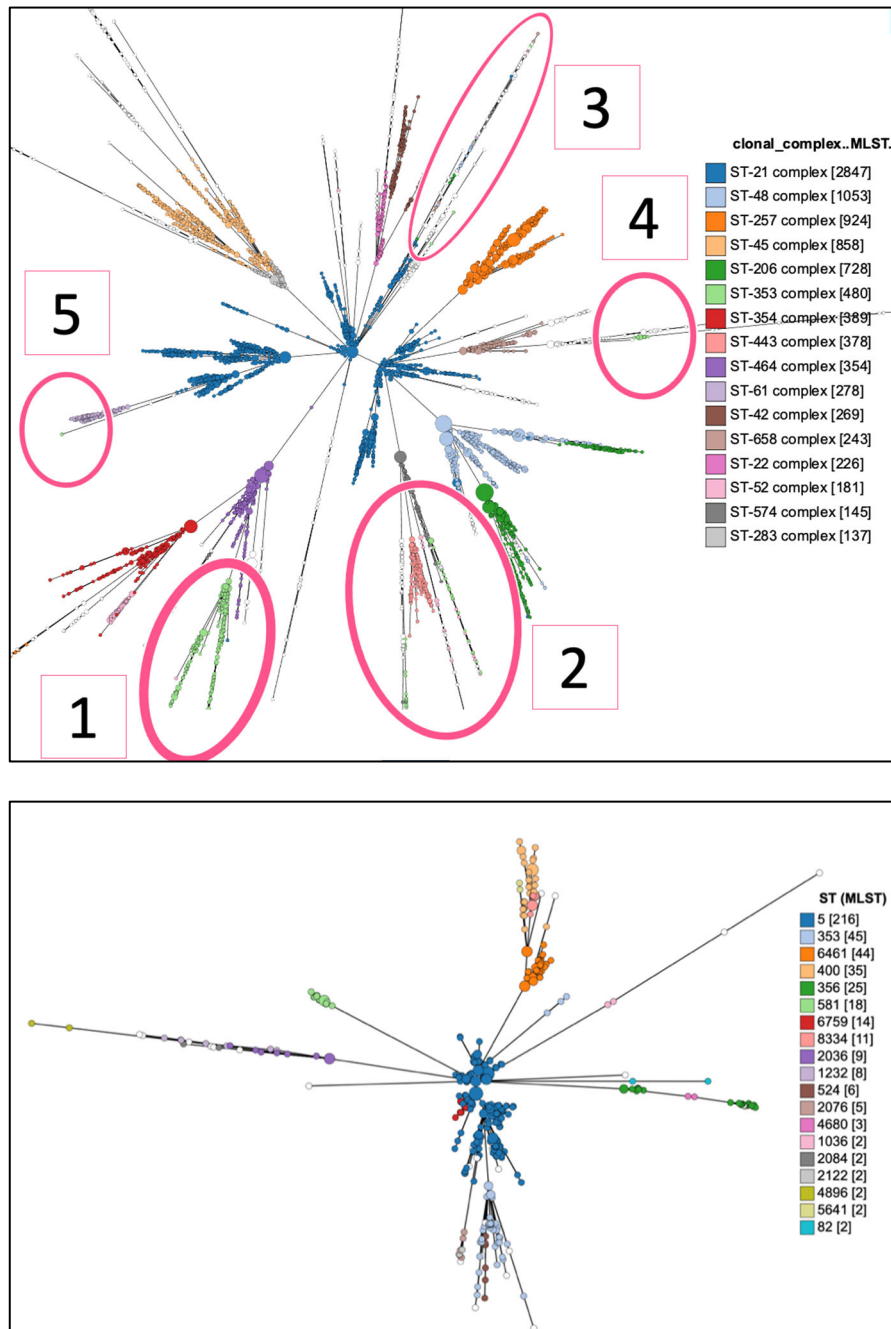 3
clonal_complex..MLST.
ST-21 complex [2847]
ST-48 complex [1053]
4
ST-257 complex [924]
ST-45 complex [858]
ST-206 complex [728]
5
ST-353 complex [480]
ST-354 complex [389]
ST-443 complex [378]
ST-464 complex [354]
ST-61 complex [278]
ST-42 complex [269]
ST-658 complex [243]
ST-22 complex [226]
ST-52 complex [181]
ST-574 complex [145]
ST-283 complex [137]
2
1
ST (MLST)
5 [216]
353 [45]
6461 [44]
400 [35]
356 [25]
581 [18]
6759 [14]
8334 [11]
2036 [9]
1232 [8]
524 [6]
2076 [5]
4680 [3]
1036 [2]
2084 [2]
2122 [2]
4896 [2]
5641 [2]
82 [2]